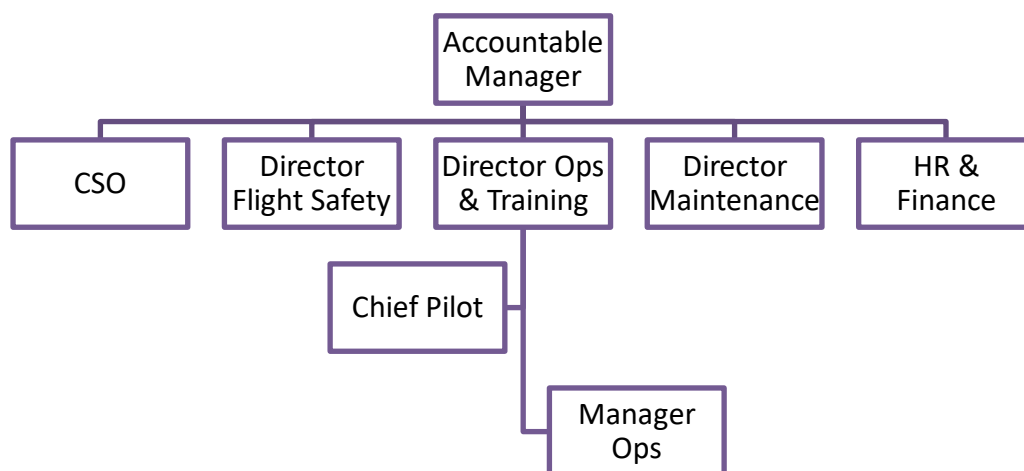 Accountable
Manager
CSO
Director
Flight Safety
Director Ops
& Training
Director
Maintenance
HR &
Finance
Chief Pilot
Manager
Ops